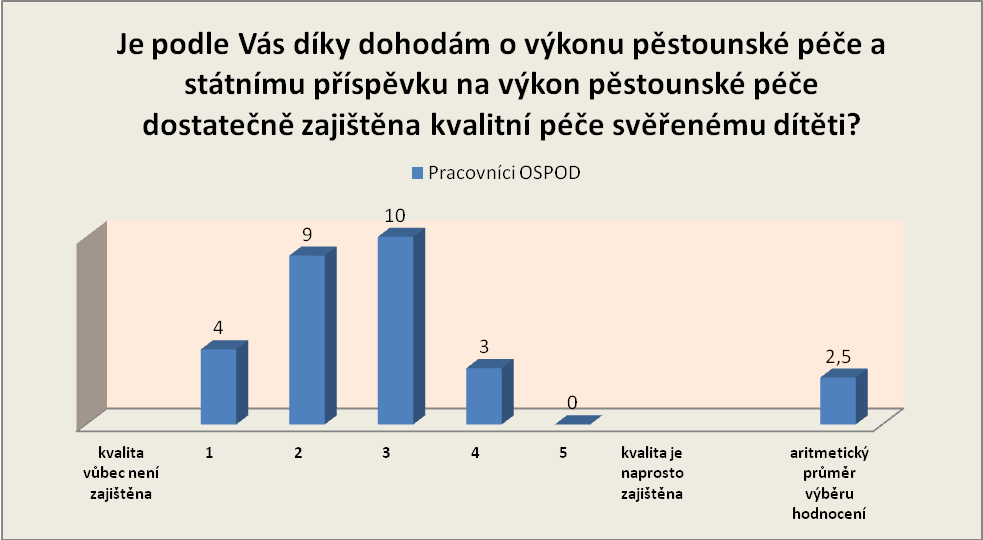 Je podle Vás díky dohodám o výkonu pěstounské péče a
státnímu příspěvku na výkon pěstounské péče
dostatečně zajištěna kvalitní péče svěřenému dítěti?
Pracovníci OSPOD
4
9
10
3
0
2,5
kvalita
vůbec není
zajištěna
1
2
3
4
5
kvalita je
naprosto
zajištěna
aritmetický
průměr
výběru
hodnocení